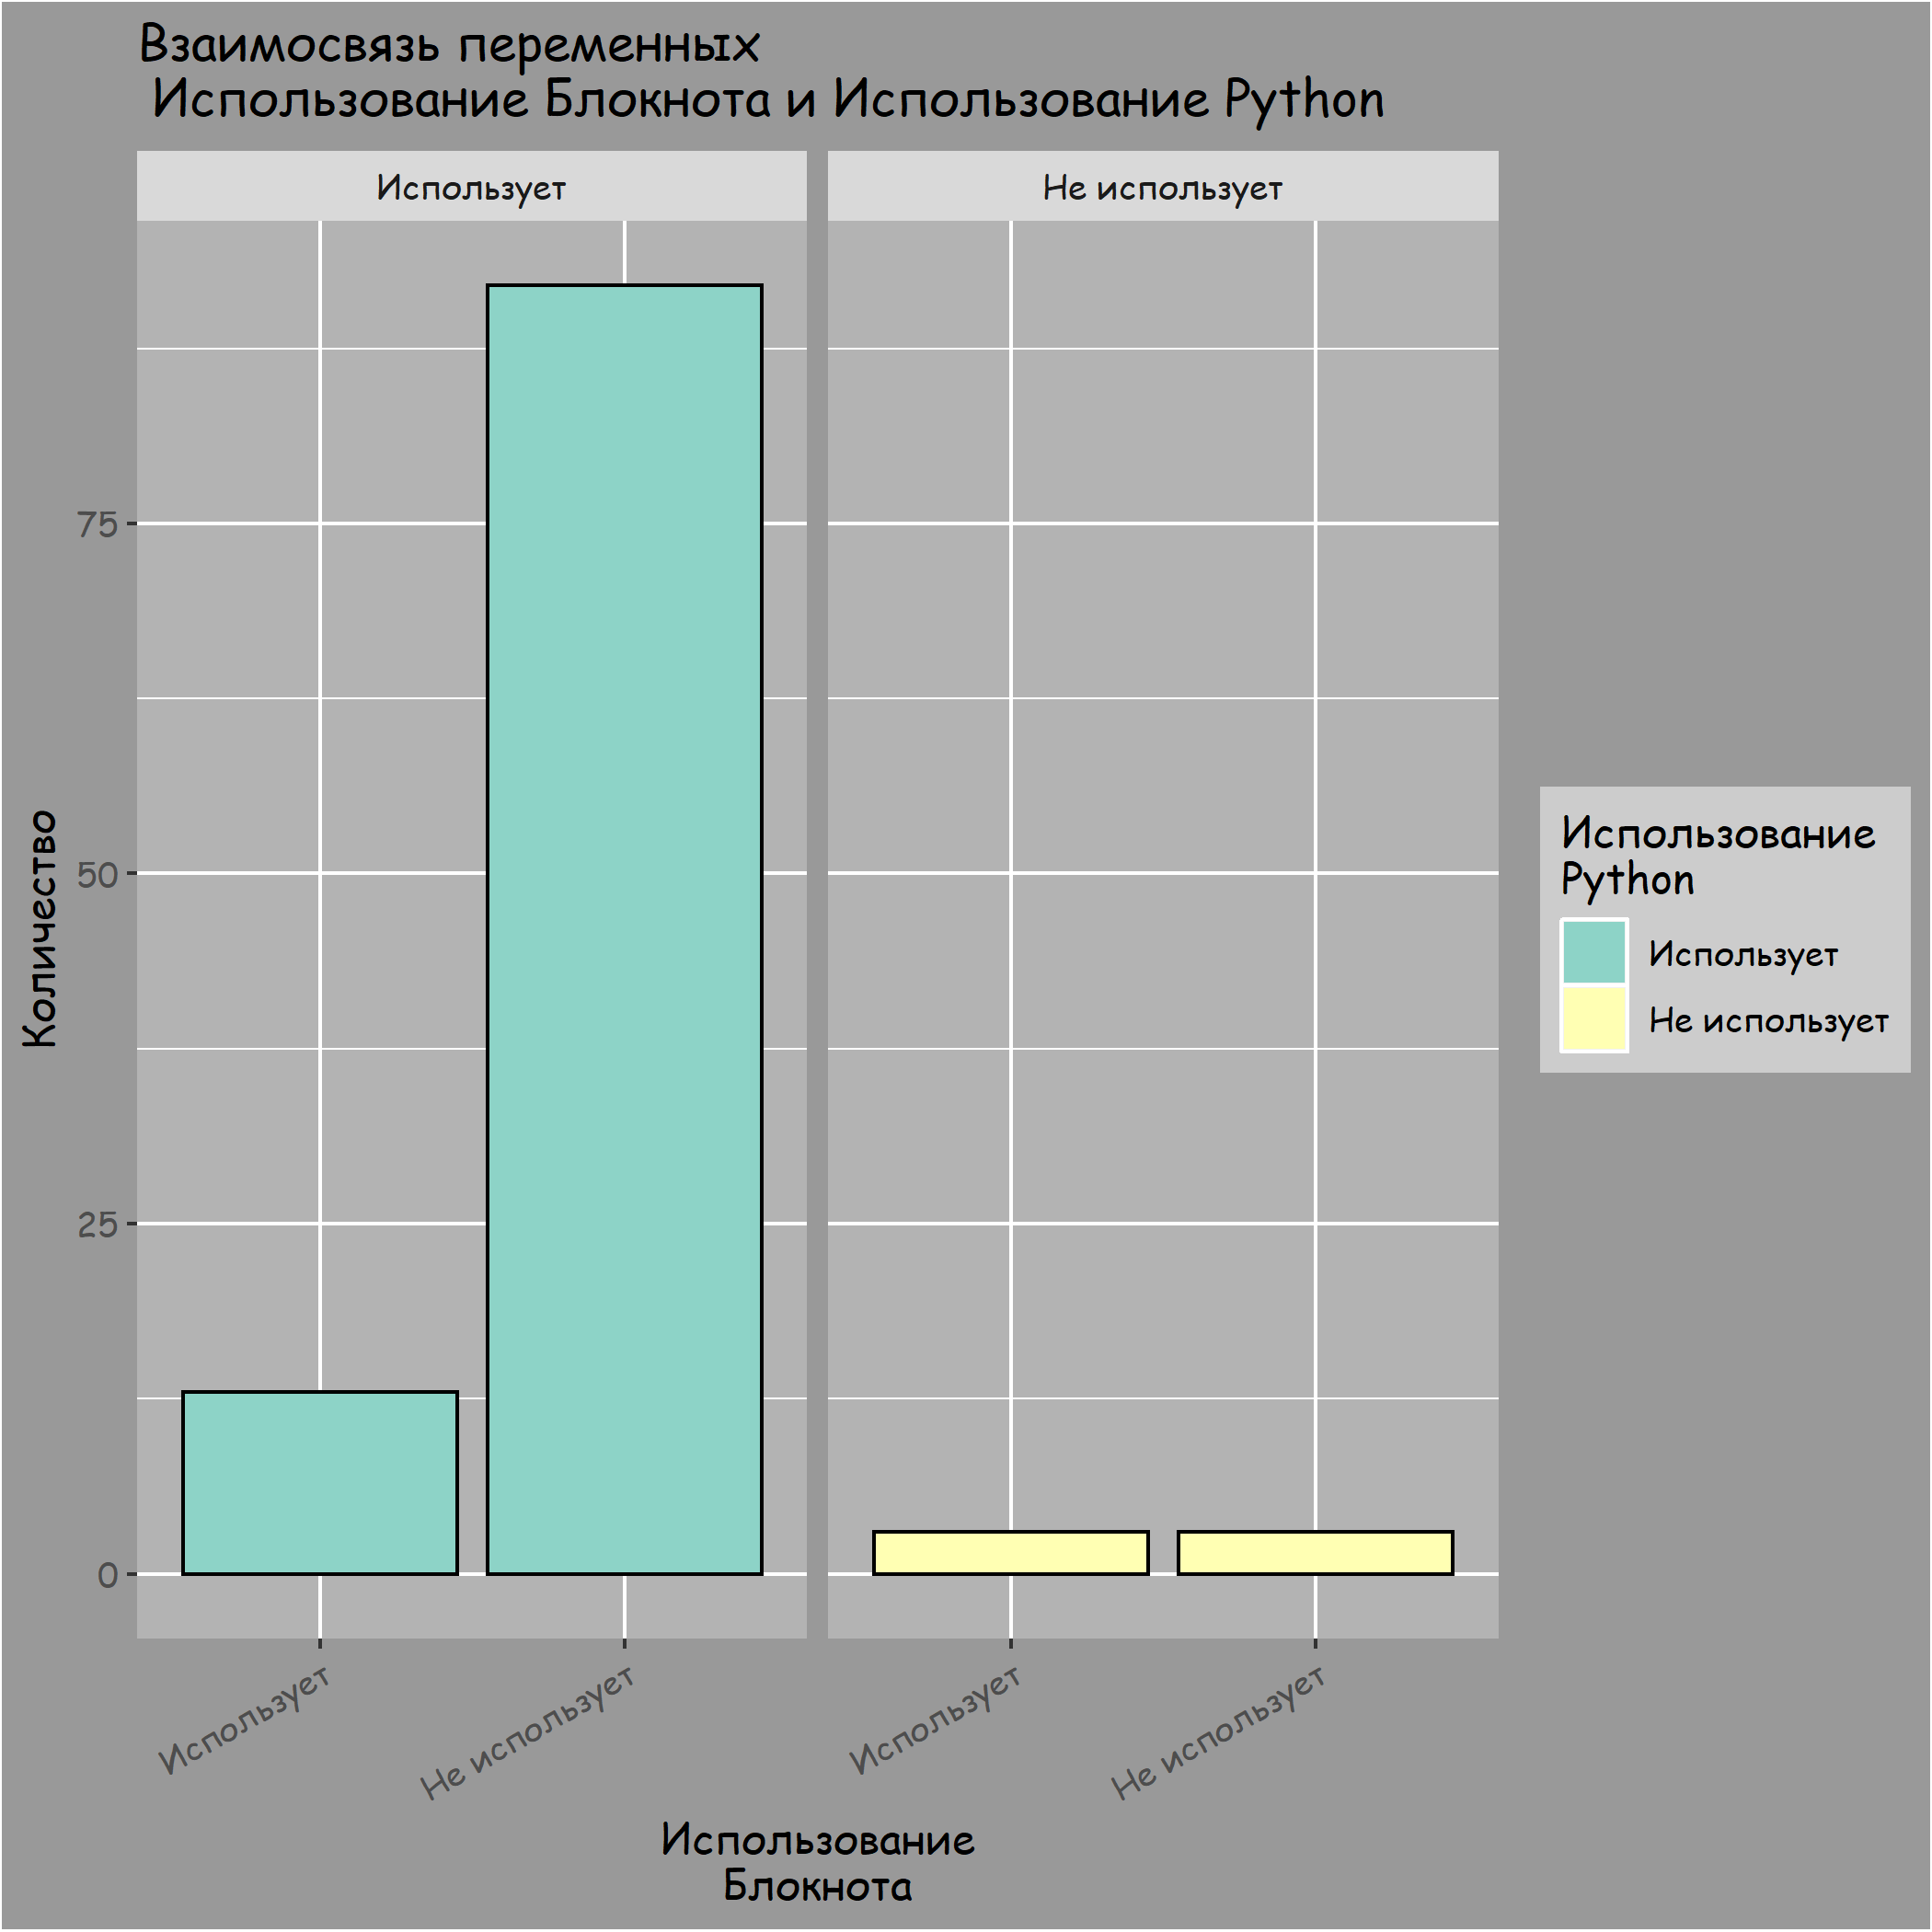 Взаимосвязь переменных
Использование Блокнота и Использование Python
Использует
Не использует
75
50
25
0
Количество
Использует
Не использует
Использует
Не использует
Использование
Блокнота
Использование
Python
Использует
Не использует